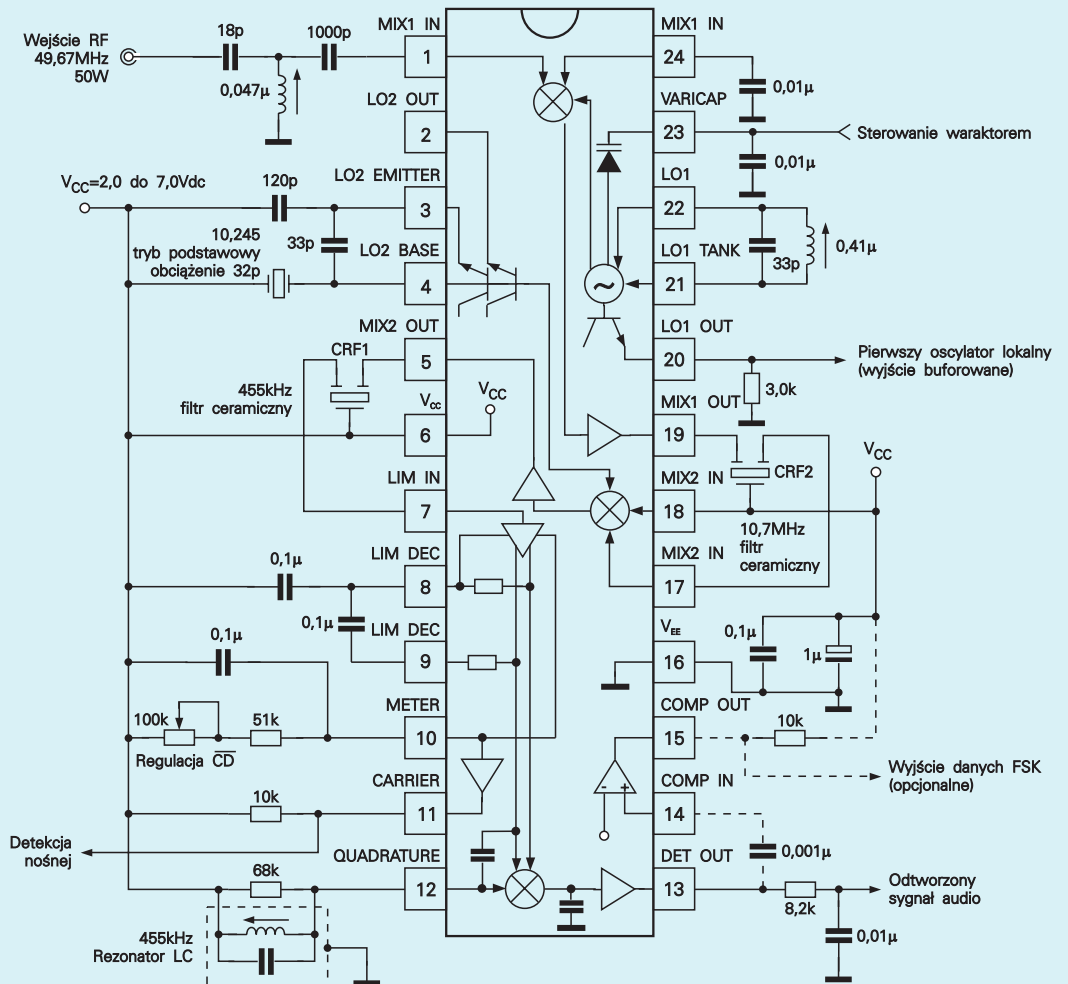 Wejście RF
49,67MHz
50W
18p
1000p
0,047µ
MIX1 IN
1
LO2 OUT
2
V_CC=2,0 do 7,0Vdc
120p
LO2 EMITTER
3
10,245
tryb podstawowy
obciążenie 32p
33p
LO2 BASE
4
MIX2 OUT
5
CRF1
455kHz
filtr ceramiczny
V_CC
6
V_CC
LIM IN
7
LIM DEC
8
0,1µ
0,1µ
LIM DEC
9
0,1µ
METER
10
100k
51k
Regulacja C̅D̅
CARRIER
11
10k
Detekcja
nośnej
QUADRATURE
12
68k
455kHz
Rezonator LC
MIX1 IN
24
0,01µ
VARICAP
23
Sterowanie waraktorem
0,01µ
LO1
22
LO1 TANK
21
33p
0,41µ
~
LO1 OUT
20
Pierwszy oscylator lokalny
(wyjście buforowane)
3,0k
MIX1 OUT
19
V_CC
CRF2
MIX2 IN
18
10,7MHz
filtr
ceramiczny
MIX2 IN
17
V_EE
16
0,1µ
1µ
COMP OUT
15
10k
Wyjście danych FSK
(opcjonalne)
- +
COMP IN
14
0,001µ
DET OUT
13
8,2k
Odtworzony
sygnał audio
0,01µ